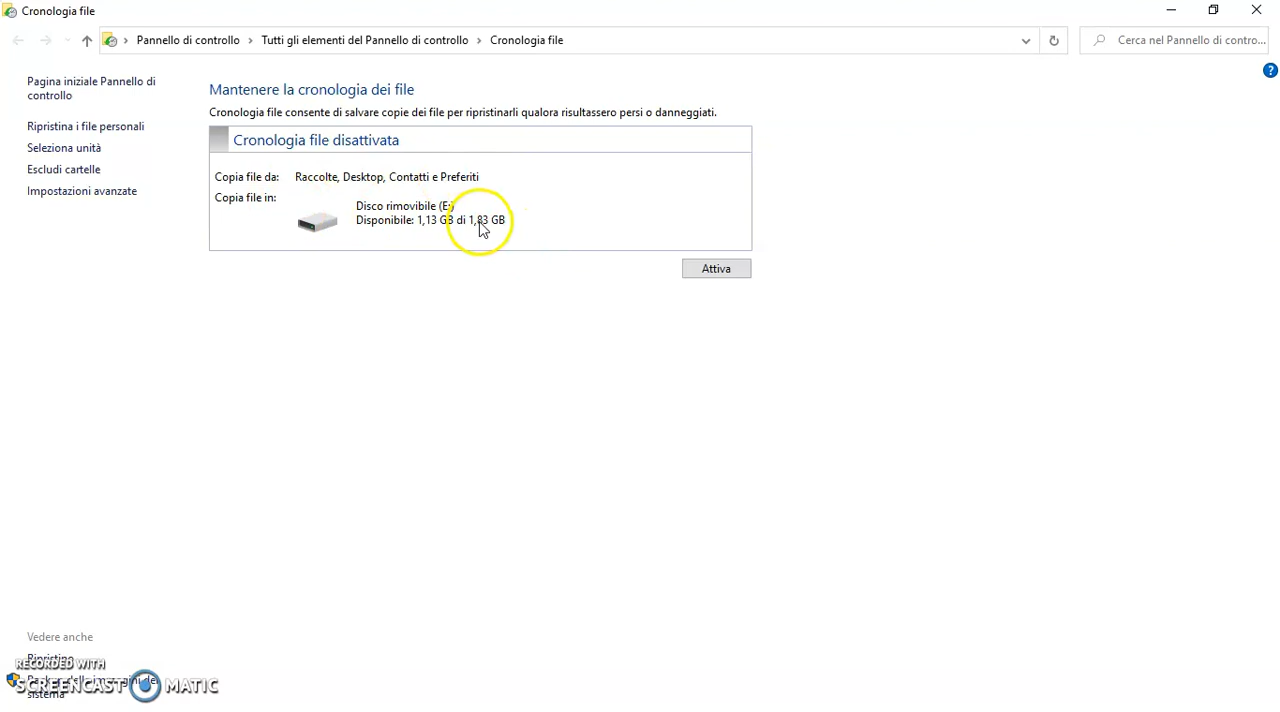 Cronologia file
Pannello di controllo > Tutti gli elementi del Pannello di controllo > Cronologia file
Cerca nel Pannello di contro...
?
Pagina iniziale Pannello di
controllo
Ripristina i file personali
Seleziona unità
Escludi cartelle
Impostazioni avanzate
Mantenere la cronologia dei file
Cronologia file consente di salvare copie dei file per ripristinarli qualora risultassero persi o danneggiati.
Cronologia file disattivata
Copia file da: Raccolte, Desktop, Contatti e Preferiti
Copia file in:
Disco rimovibile (E:)
Disponibile: 1,13 GB di 1,83 GB
Attiva
Vedere anche
Ripristino
RECORDED WITH
SCREENCAST MATIC
sistema